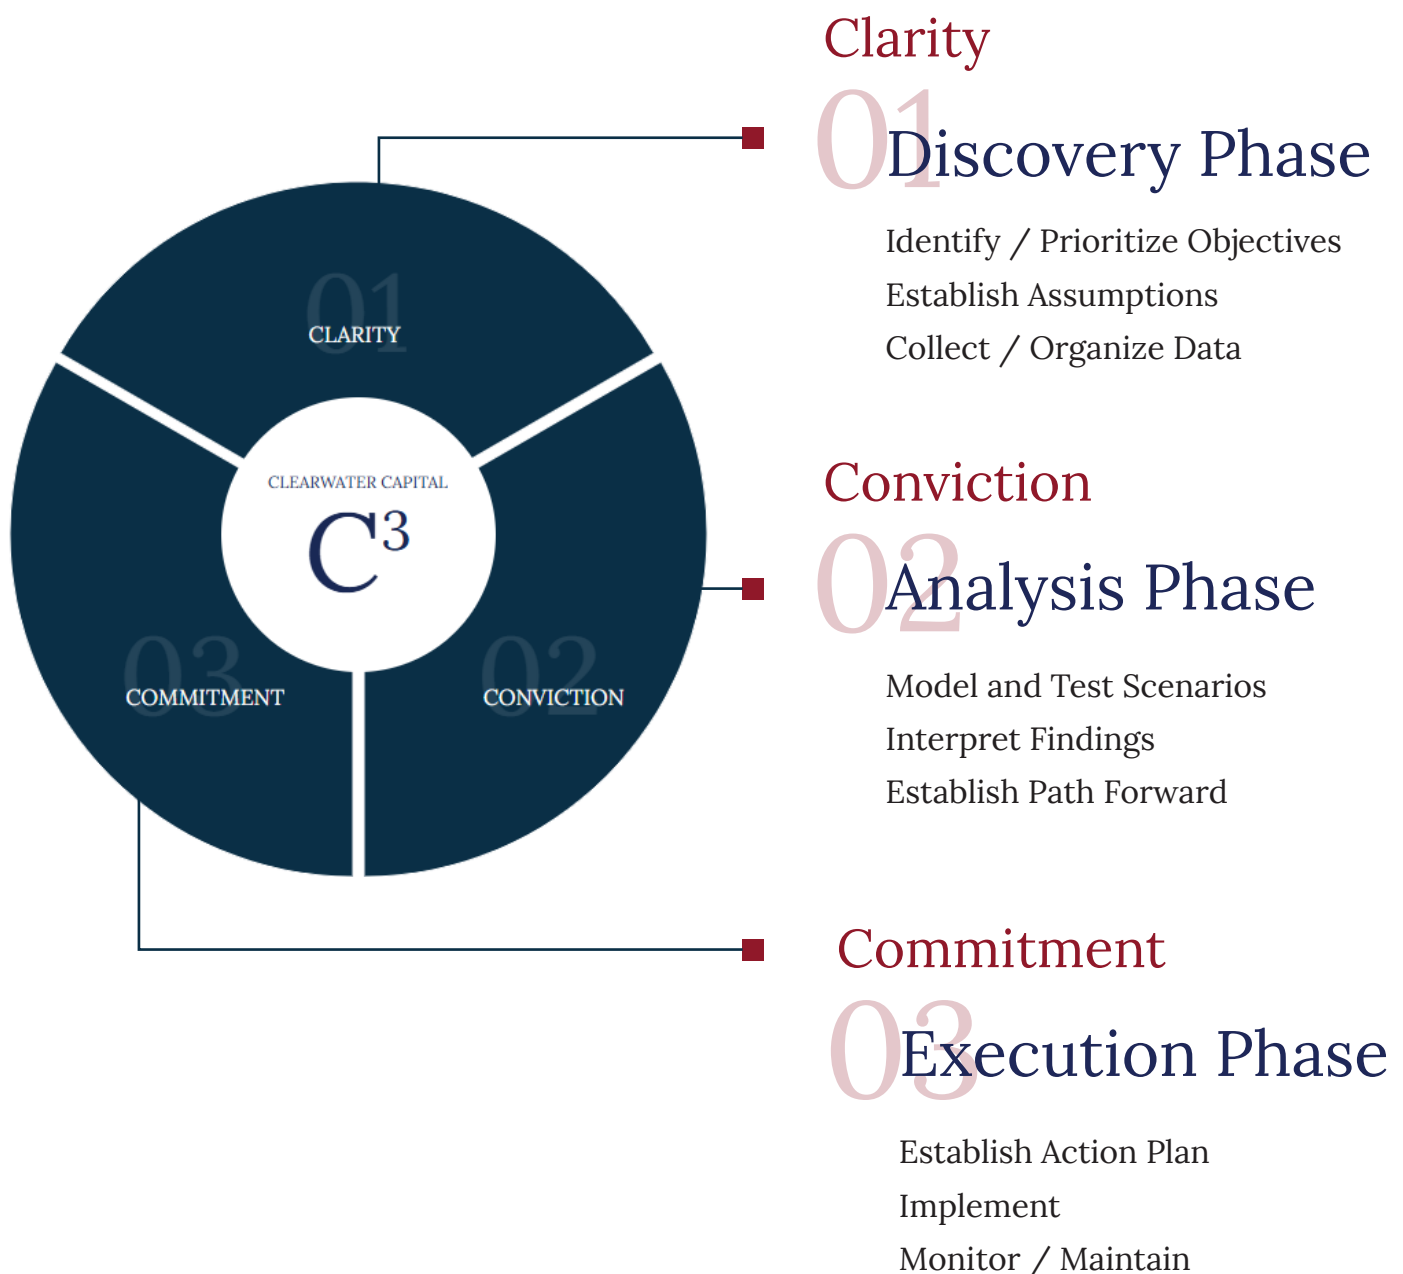 Clarity
01
Discovery Phase
Identify / Prioritize Objectives
Establish Assumptions
Collect / Organize Data
01
CLARITY
CLEARWATER CAPITAL
C³
03
COMMITMENT
02
CONVICTION
Conviction
02
Analysis Phase
Model and Test Scenarios
Interpret Findings
Establish Path Forward
Commitment
03
Execution Phase
Establish Action Plan
Implement
Monitor / Maintain